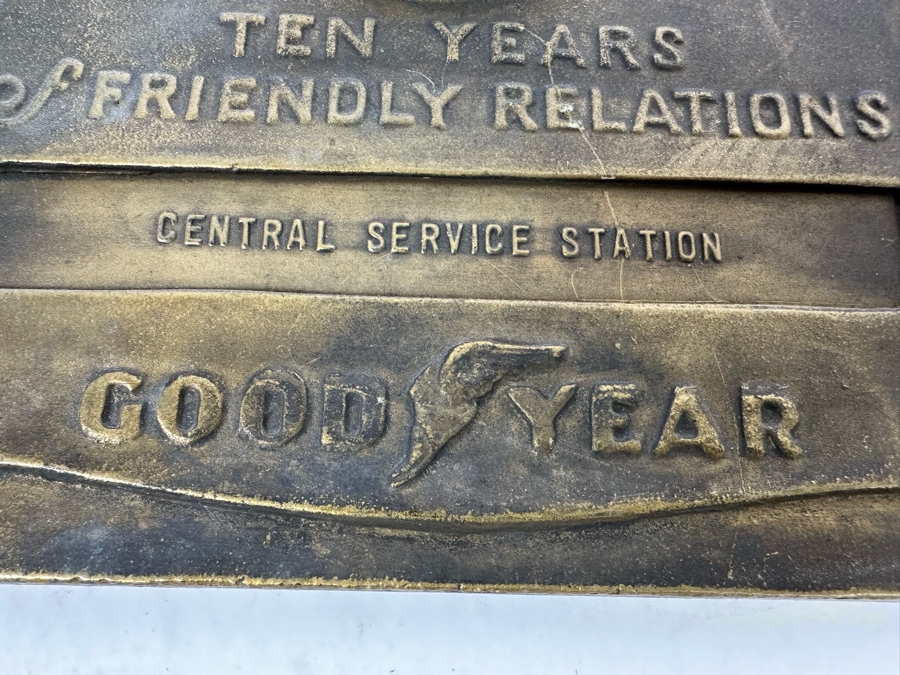 TEN YEARS
of FRIENDLY RELATIONS
CENTRAL SERVICE STATION
GOOD YEAR